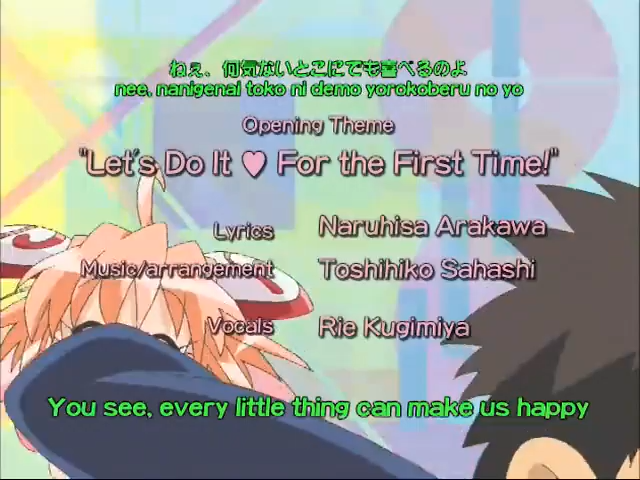 ねぇ、何気ないとこにでも喜べるのよ
nee, nanigenai toko ni demo yorokoberu no yo
Opening Theme
"Let's Do It ♥ For the First Time!"
Lyrics Naruhisa Arakawa
Music/arrangement Toshihiko Sahashi
Vocals Rie Kugimiya
You see, every little thing can make us happy